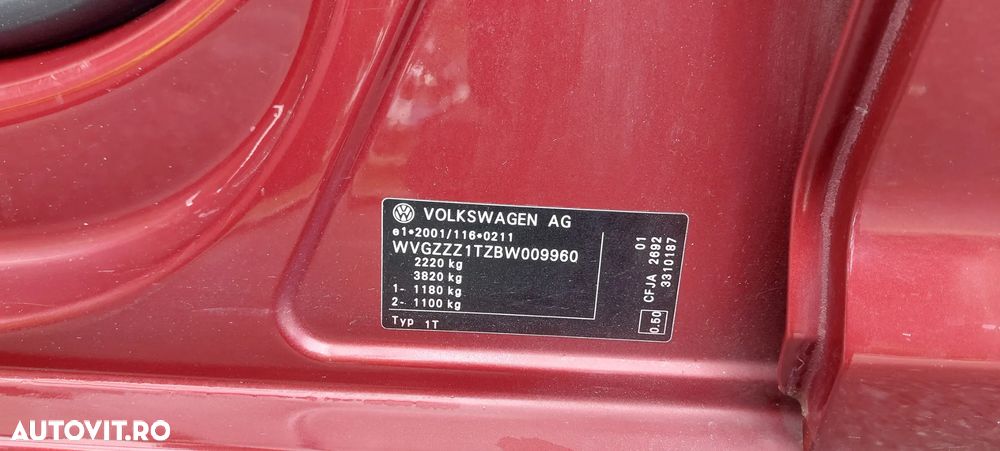 VOLKSWAGEN AG
e1*2001/116*0211
WVGZZZ1TZBW009960
2220 kg
3820 kg
1- 1180 kg
2- 1100 kg
Typ 1T
01
0.50 CFJA 2692
3310187
AUTOVIT.RO